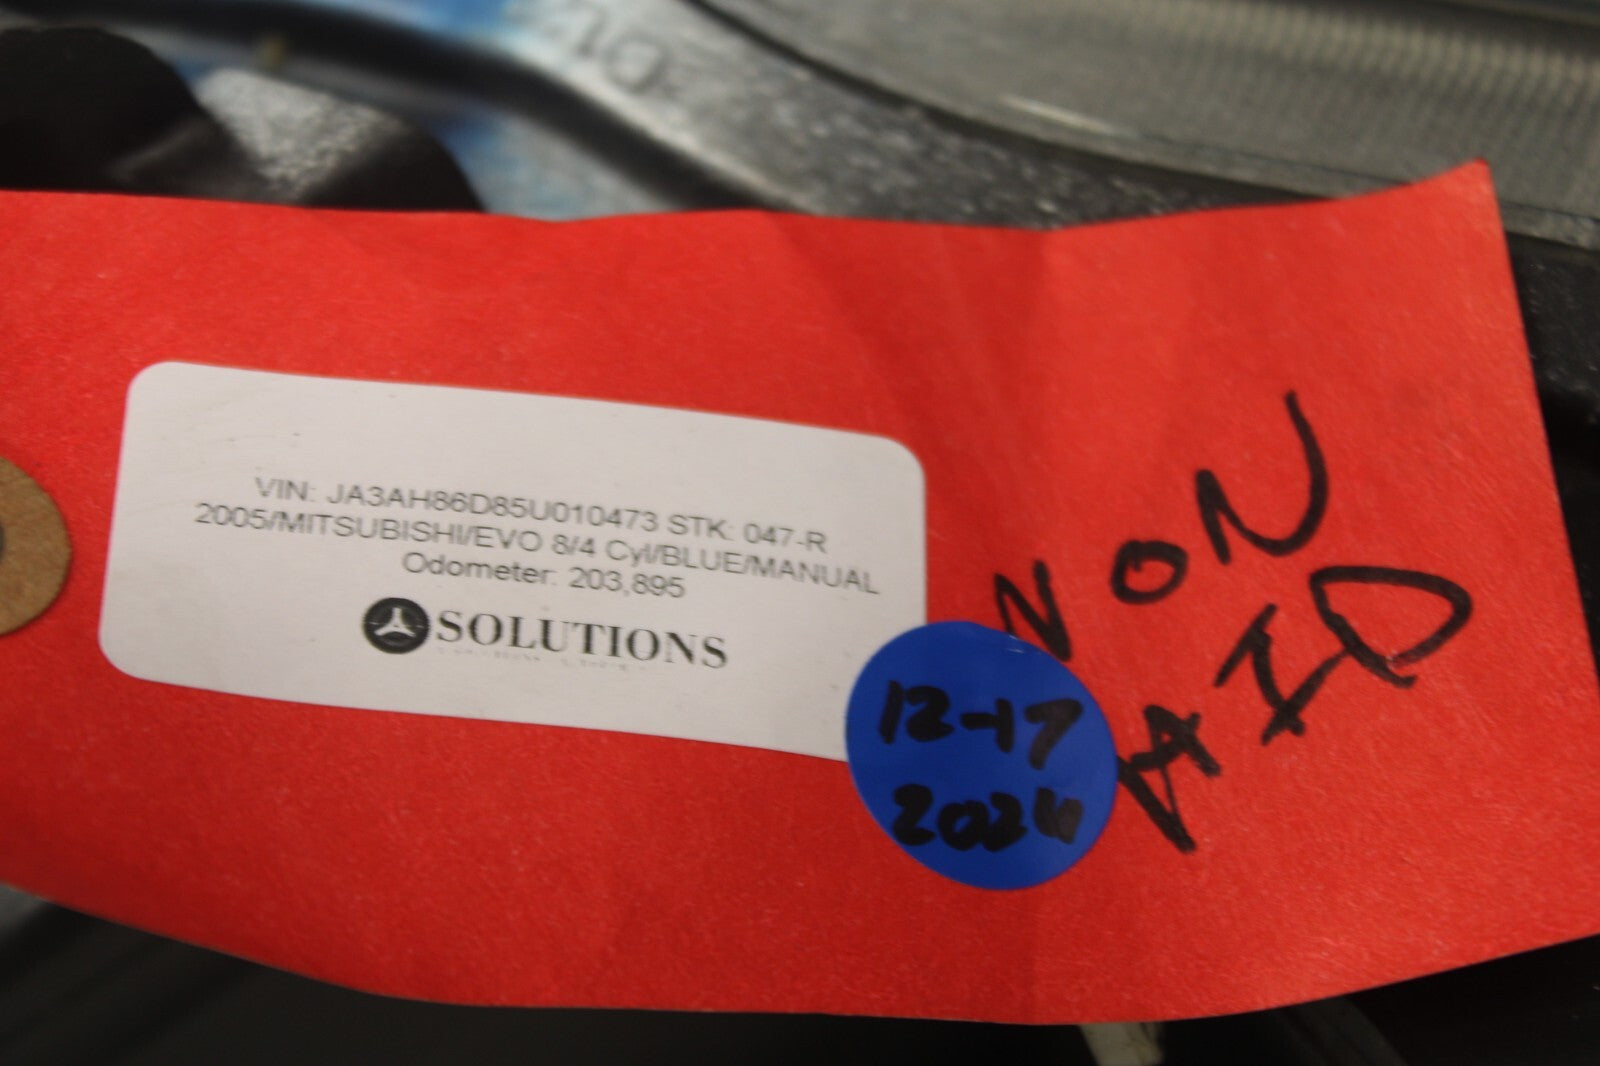 VIN: JA3AH86D85U010473 STK: 047-R
2005/MITSUBISHI/EVO 8/4 Cyl/BLUE/MANUAL
Odometer: 203,895
SOLUTIONS
NON
HID
12-17
2024